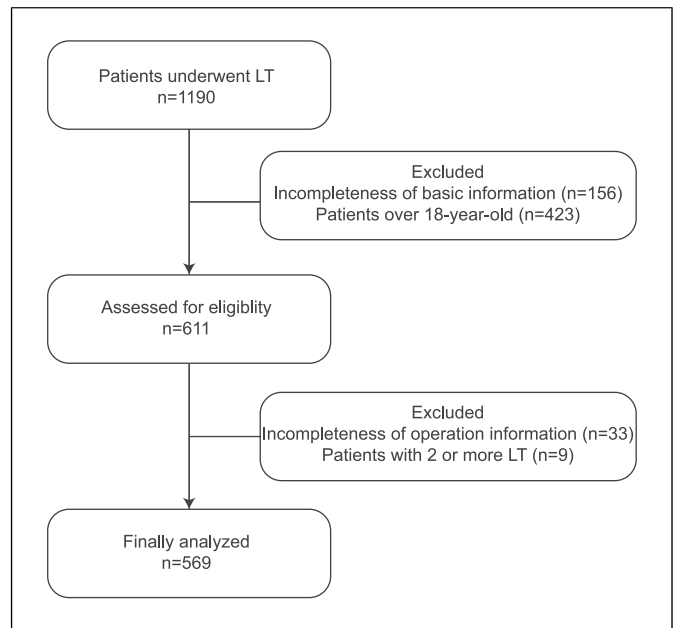 Patients underwent LT
n=1190
Excluded
Incompleteness of basic information (n=156)
Patients over 18-year-old (n=423)
Assessed for eligiblity
n=611
Excluded
Incompleteness of operation information (n=33)
Patients with 2 or more LT (n=9)
Finally analyzed
n=569